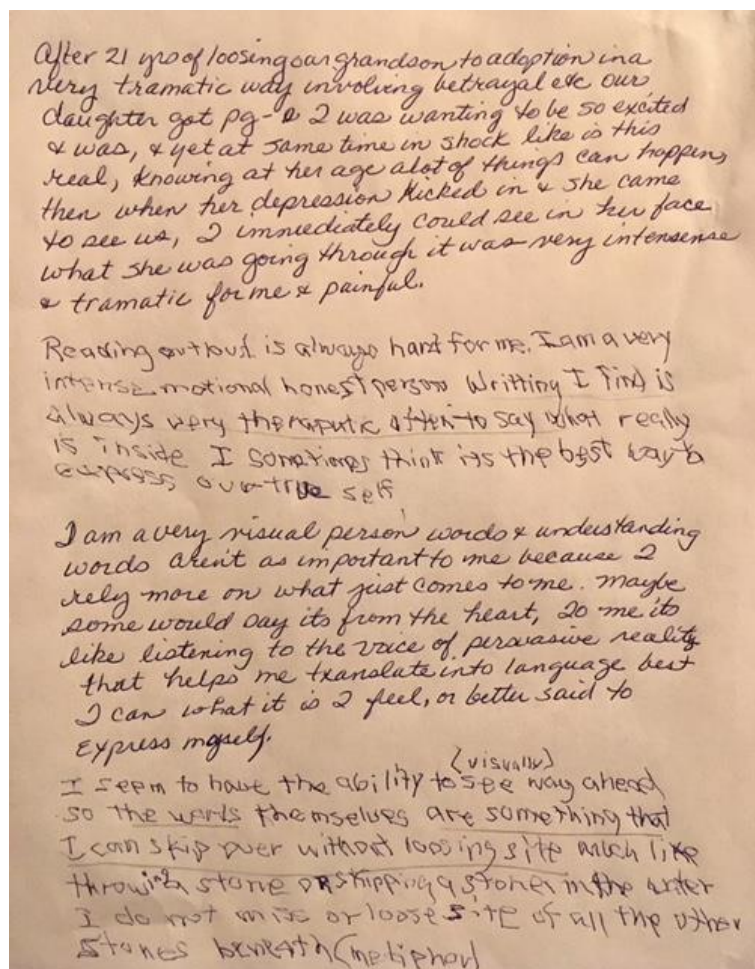 After 21 yrs of loosing our grandson to adoption in a
very tramatic way involving betrayal etc our
daughter got pg- I was wanting to be so excited
& was, & yet at same time in shock like is this
real, knowing at her age alot of things can happen,
then when her depression kicked in & she came
to see us, I immediately could see in her face
what she was going through it was very intensense
& tramatic for me & painful.
Reading outloud is always hard for me. I am a very
intense motional honest person Writting I find is
always very theraputic often to say what really
is inside I sometimes think its the best way to
express our true self
I am a very visual person words & understanding
words aren't as important to me because I
rely more on what just comes to me. Maybe
some would say its from the heart, to me its
like listening to the voice of persuasive reality
that helps me translate into language best
I can what it is I feel, or better said to
express myself.
(visually)
I seem to have the ability to see way ahead
so the words themselves are something that
I can skip over without loosing site much like
throwing stone or skipping a stone in the water
I do not miss or loose site of all the other
stones beneath (metiphor)